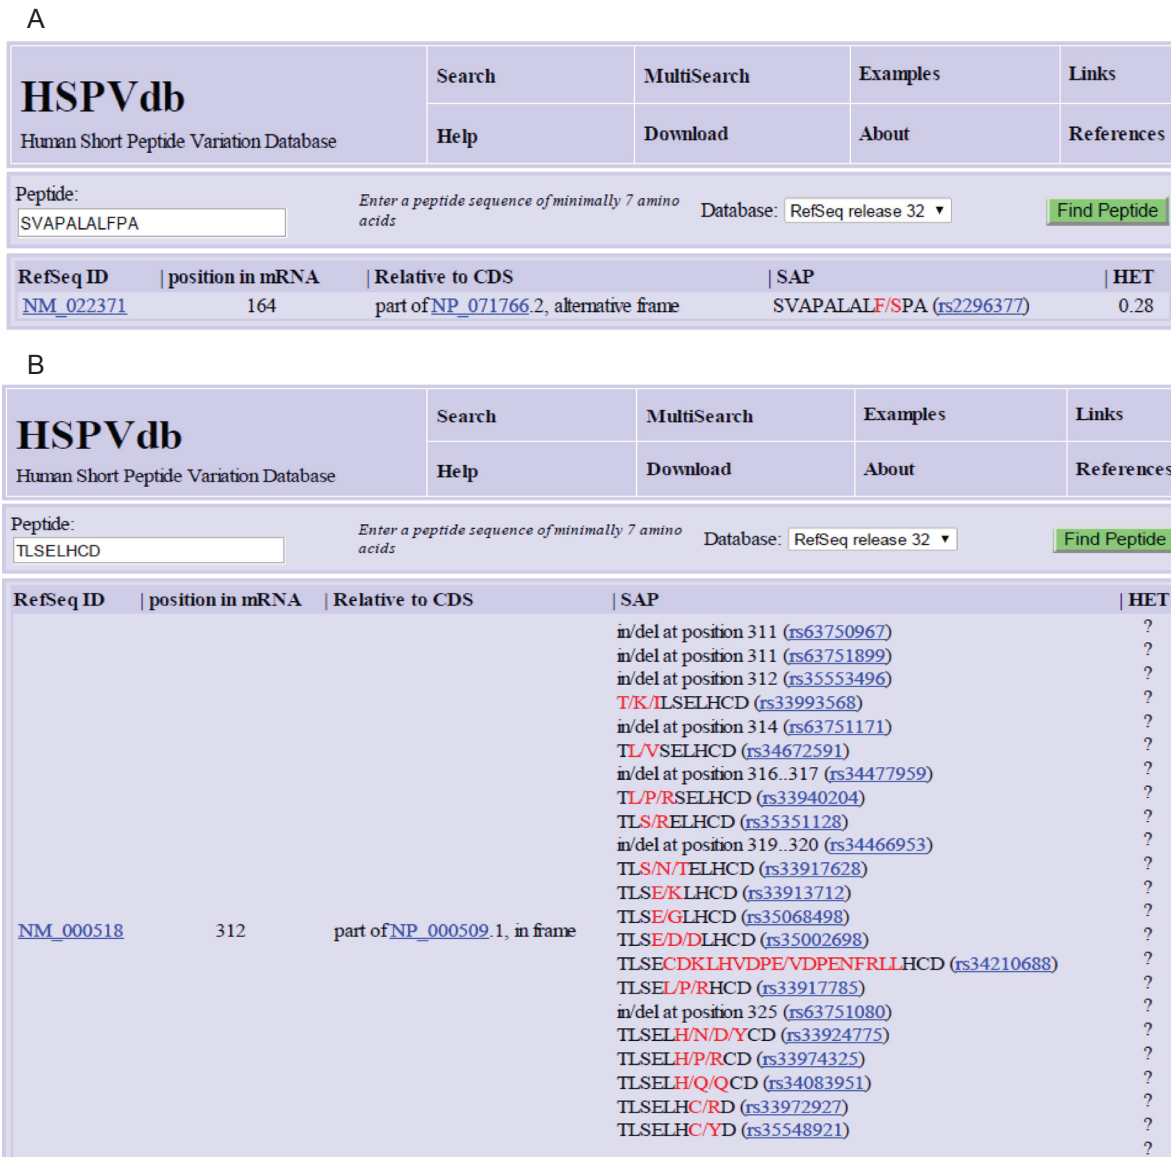 A
HSPVdb
Human Short Peptide Variation Database
Search MultiSearch Examples Links
Help Download About References
Peptide:
SVAPALALFPA
Enter a peptide sequence of minimally 7 amino
acids
Database: RefSeq release 32
Find Peptide
RefSeq ID | position in mRNA | Relative to CDS | SAP | HET
NM_022371 164 part of NP_071766.2, alternative frame SVAPALALF/SPA (rs2296377) 0.28
B
HSPVdb
Human Short Peptide Variation Database
Search MultiSearch Examples Links
Help Download About References
Peptide:
TLSELHCD
Enter a peptide sequence of minimally 7 amino
acids
Database: RefSeq release 32
Find Peptide
RefSeq ID | position in mRNA | Relative to CDS | SAP | HET
in/del at position 311 (rs63750967) ?
in/del at position 311 (rs63751899) ?
in/del at position 312 (rs35553496) ?
T/K/ILSELHCD (rs33993568) ?
in/del at position 314 (rs63751171) ?
TL/VSELHCD (rs34672591) ?
in/del at position 316..317 (rs34477959) ?
TL/P/RSELHCD (rs33940204) ?
TLS/RELHCD (rs35351128) ?
in/del at position 319..320 (rs34466953) ?
TLS/N/TELHCD (rs33917628) ?
TLSE/KLHCD (rs33913712) ?
TLSE/GLHCD (rs35068498) ?
NM_000518 312 part of NP_000509.1, in frame
TLSE/D/DLHCD (rs35002698) ?
TLSECDKLHVDPE/VDPENFRLLHCD (rs34210688) ?
TLSEL/P/RHCD (rs33917785) ?
in/del at position 325 (rs63751080) ?
TLSELH/N/D/YCD (rs33924775) ?
TLSELH/P/RCD (rs33974325) ?
TLSELH/Q/QCD (rs34083951) ?
TLSELHC/RD (rs33972927) ?
TLSELHC/YD (rs35548921) ?
?